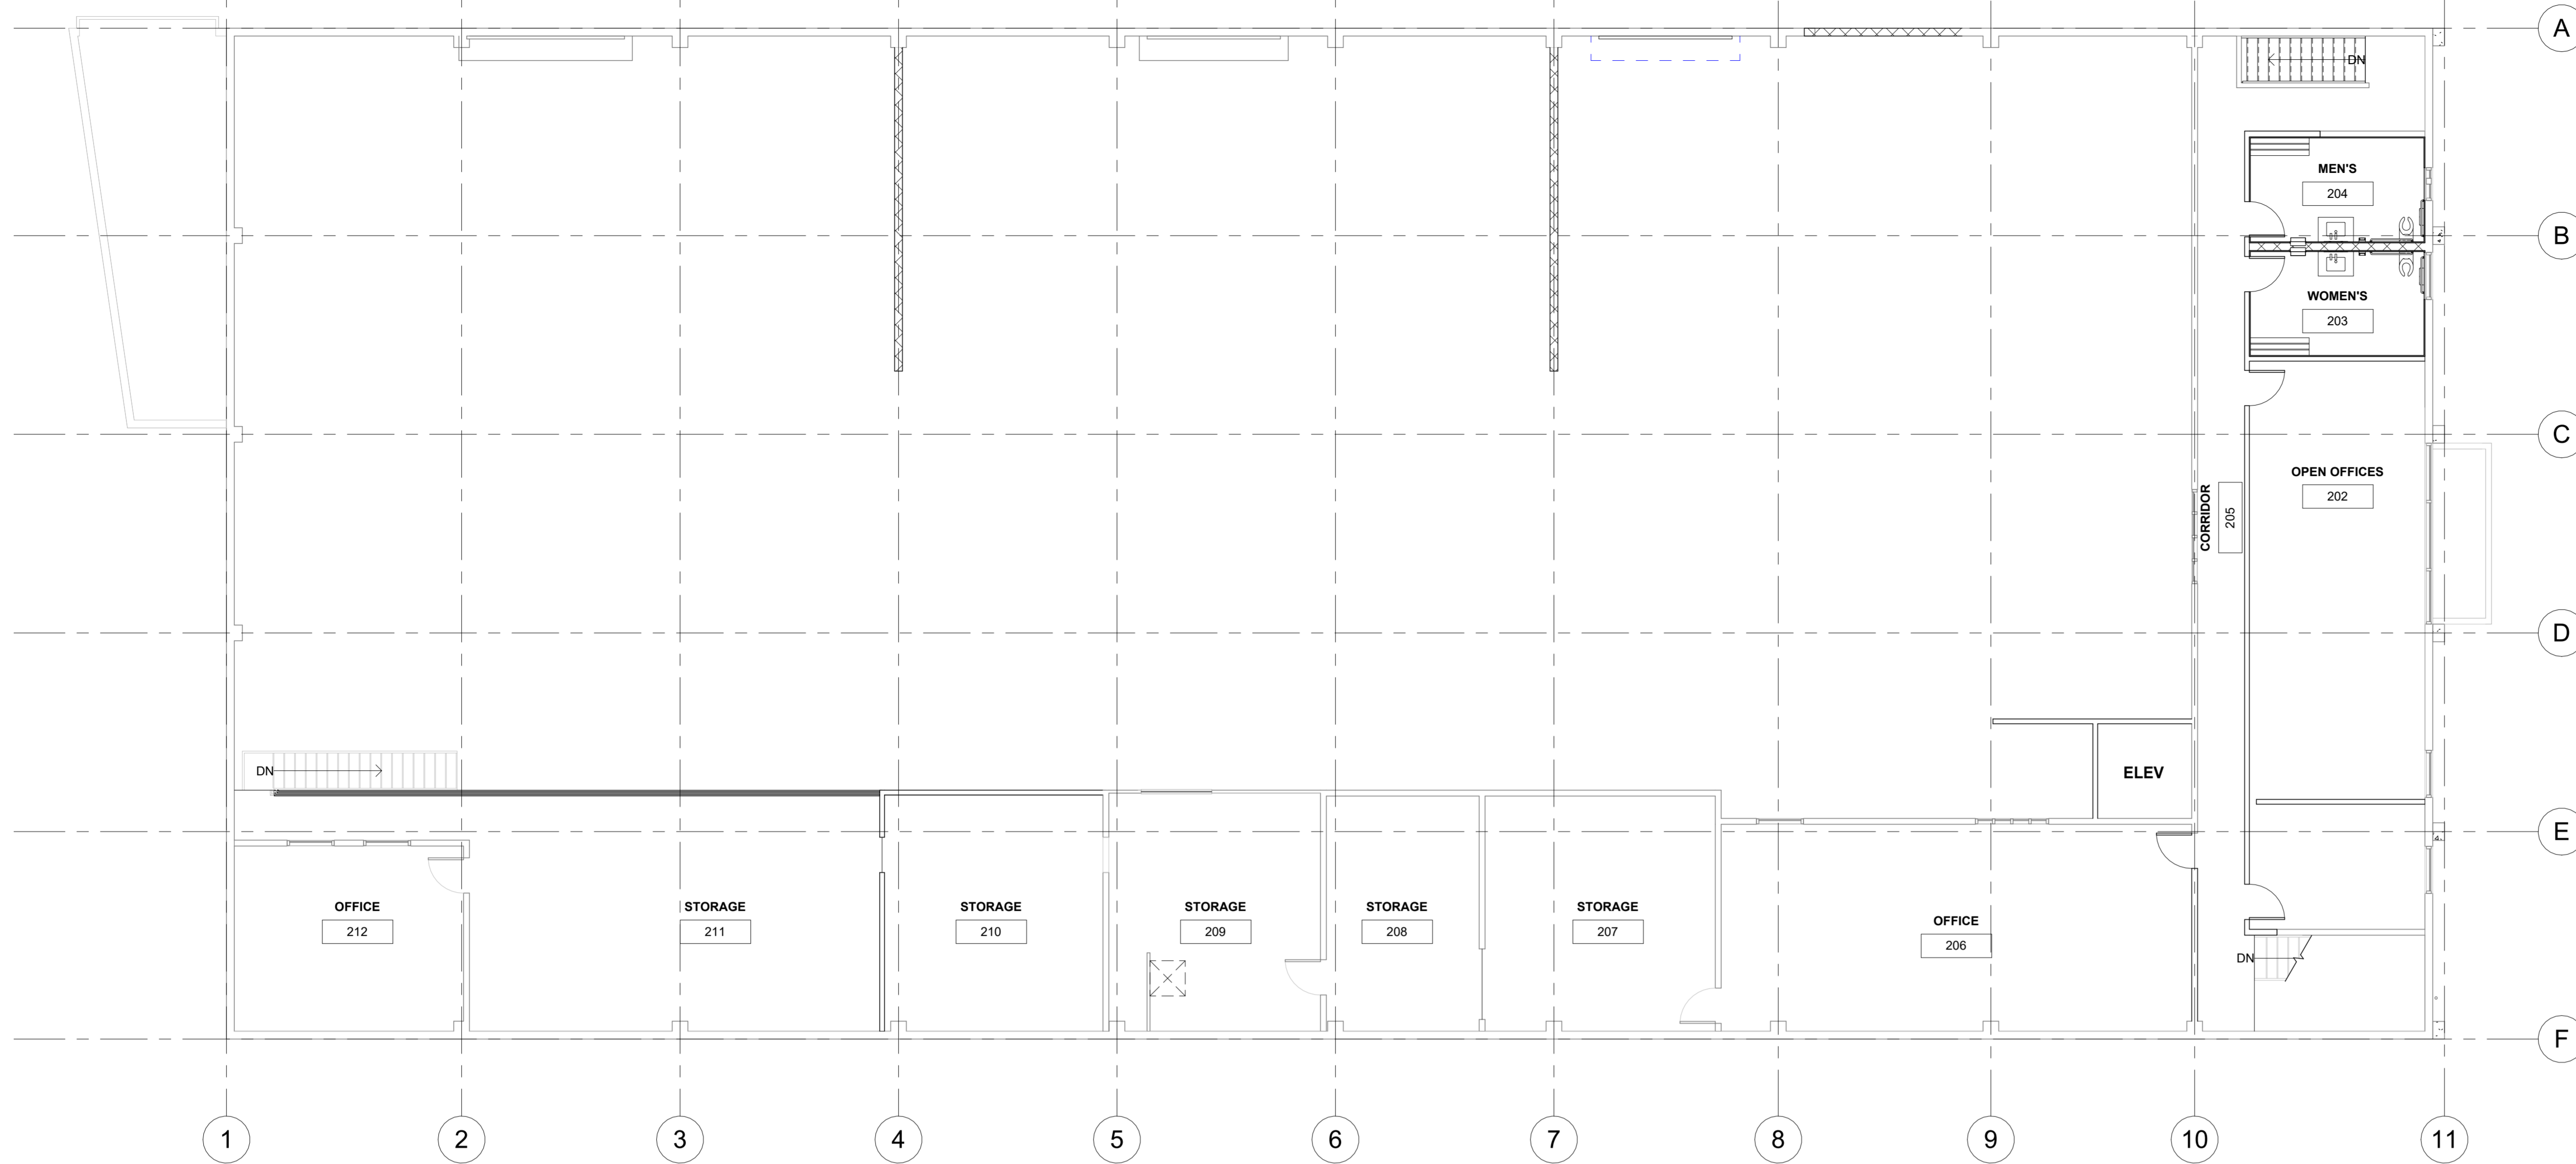 A
DN
MEN'S
204
B
WOMEN'S
203
C
OPEN OFFICES
202
CORRIDOR
205
D
DN
ELEV
E
OFFICE
212
STORAGE
211
STORAGE
210
STORAGE
209
STORAGE
208
STORAGE
207
OFFICE
206
DN
F
1
2
3
4
5
6
7
8
9
10
11